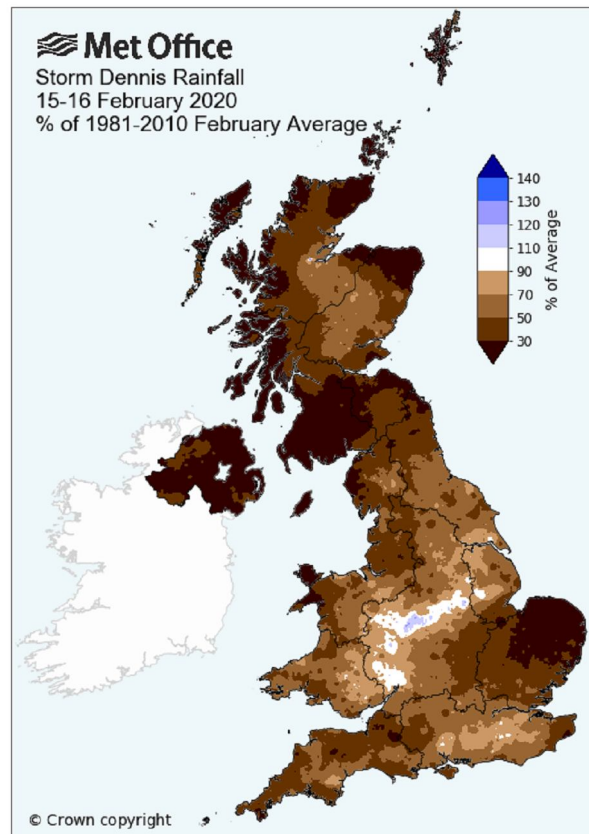 Met Office
Storm Dennis Rainfall
15-16 February 2020
% of 1981-2010 February Average
140
130
120
110
90
70
50
30
% of Average
© Crown copyright